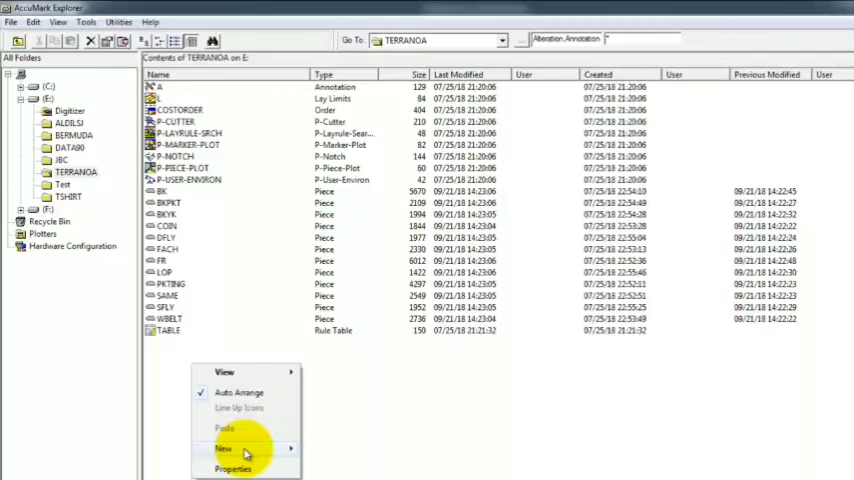 AccuMark Explorer
File Edit View Tools Utilities Help
Go To: TERRANOA ... Alteration,Annotation *
All Folders
(C:)
(E:)
Digitizer
ALDILSJ
BERMUDA
DATA90
JBC
TERRANOA
Test
TSHIRT
(F:)
Recycle Bin
Plotters
Hardware Configuration
Contents of TERRANOA on E:
Name Type Size Last Modified User Created User Previous Modified User
A Annotation 129 07/25/18 21:20:06 07/25/18 21:20:06
L Lay Limits 84 07/25/18 21:20:06 07/25/18 21:20:06
COSTORDER Order 404 07/25/18 21:20:06 07/25/18 21:20:06
P-CUTTER P-Cutter 210 07/25/18 21:20:06 07/25/18 21:20:06
P-LAYRULE-SRCH P-Layrule-Sear... 48 07/25/18 21:20:06 07/25/18 21:20:06
P-MARKER-PLOT P-Marker-Plot 82 07/25/18 21:20:06 07/25/18 21:20:06
P-NOTCH P-Notch 144 07/25/18 21:20:06 07/25/18 21:20:06
P-PIECE-PLOT P-Piece-Plot 60 07/25/18 21:20:06 07/25/18 21:20:06
P-USER-ENVIRON P-User-Environ 42 07/25/18 21:20:06 07/25/18 21:20:06
BK Piece 5670 09/21/18 14:23:06 07/25/18 22:54:10 09/21/18 14:22:45
BKPKT Piece 2109 09/21/18 14:23:06 07/25/18 22:54:49 09/21/18 14:22:27
BKYK Piece 1994 09/21/18 14:23:05 07/25/18 22:54:28 09/21/18 14:22:32
COIN Piece 1844 09/21/18 14:23:04 07/25/18 22:53:28 09/21/18 14:22:22
DFLY Piece 1977 09/21/18 14:23:05 07/25/18 22:55:04 09/21/18 14:22:24
FACH Piece 2330 09/21/18 14:23:05 07/25/18 22:53:13 09/21/18 14:22:26
FR Piece 6012 09/21/18 14:23:06 07/25/18 22:52:36 09/21/18 14:22:48
LOP Piece 1422 09/21/18 14:23:06 07/25/18 22:55:46 09/21/18 14:22:30
PKTING Piece 4297 09/21/18 14:23:05 07/25/18 22:52:11 09/21/18 14:22:23
SAME Piece 2549 09/21/18 14:23:05 07/25/18 22:52:51 09/21/18 14:22:23
SFLY Piece 1952 09/21/18 14:23:05 07/25/18 22:55:25 09/21/18 14:22:29
WBELT Piece 2736 09/21/18 14:23:04 07/25/18 22:53:49 09/21/18 14:22:22
TABLE Rule Table 150 07/25/18 21:21:32 07/25/18 21:21:32
View
Auto Arrange
Line Up Icons
Paste
New
Properties